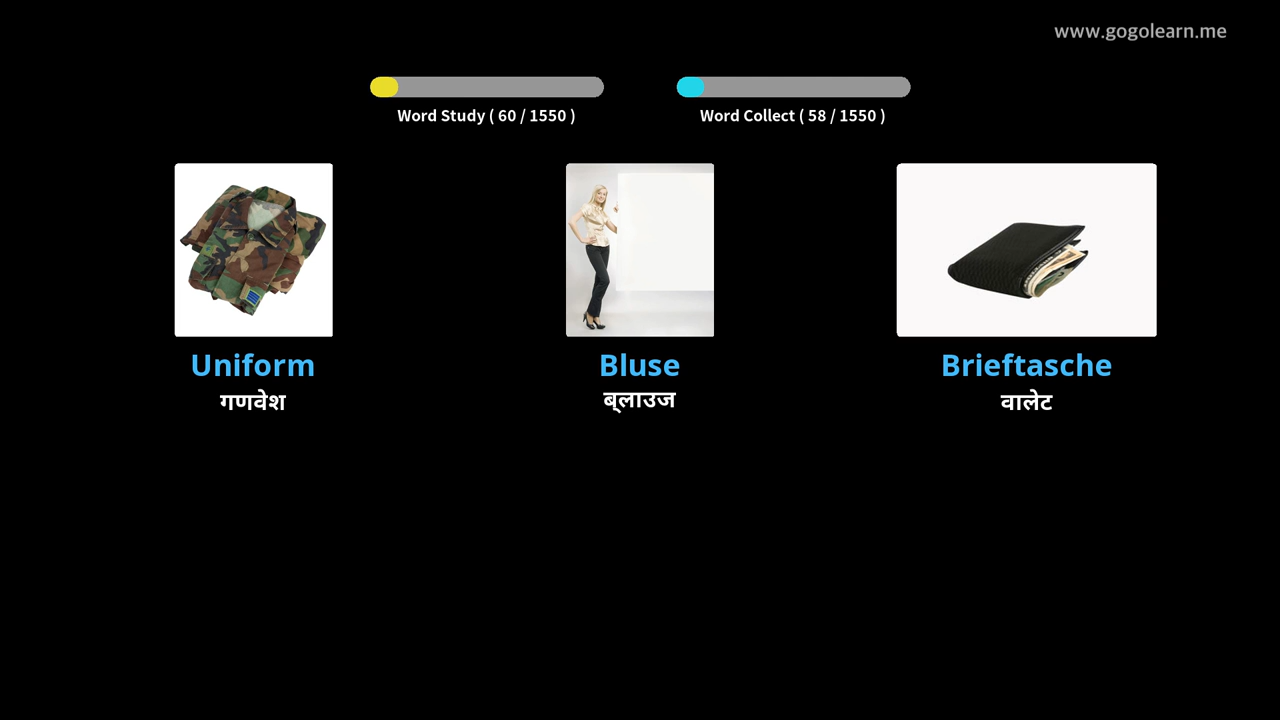 www.gogolearn.me
Word Study ( 60 / 1550 )
Word Collect ( 58 / 1550 )
Uniform
गणवेश
Bluse
ब्लाउज
Brieftasche
वालेट